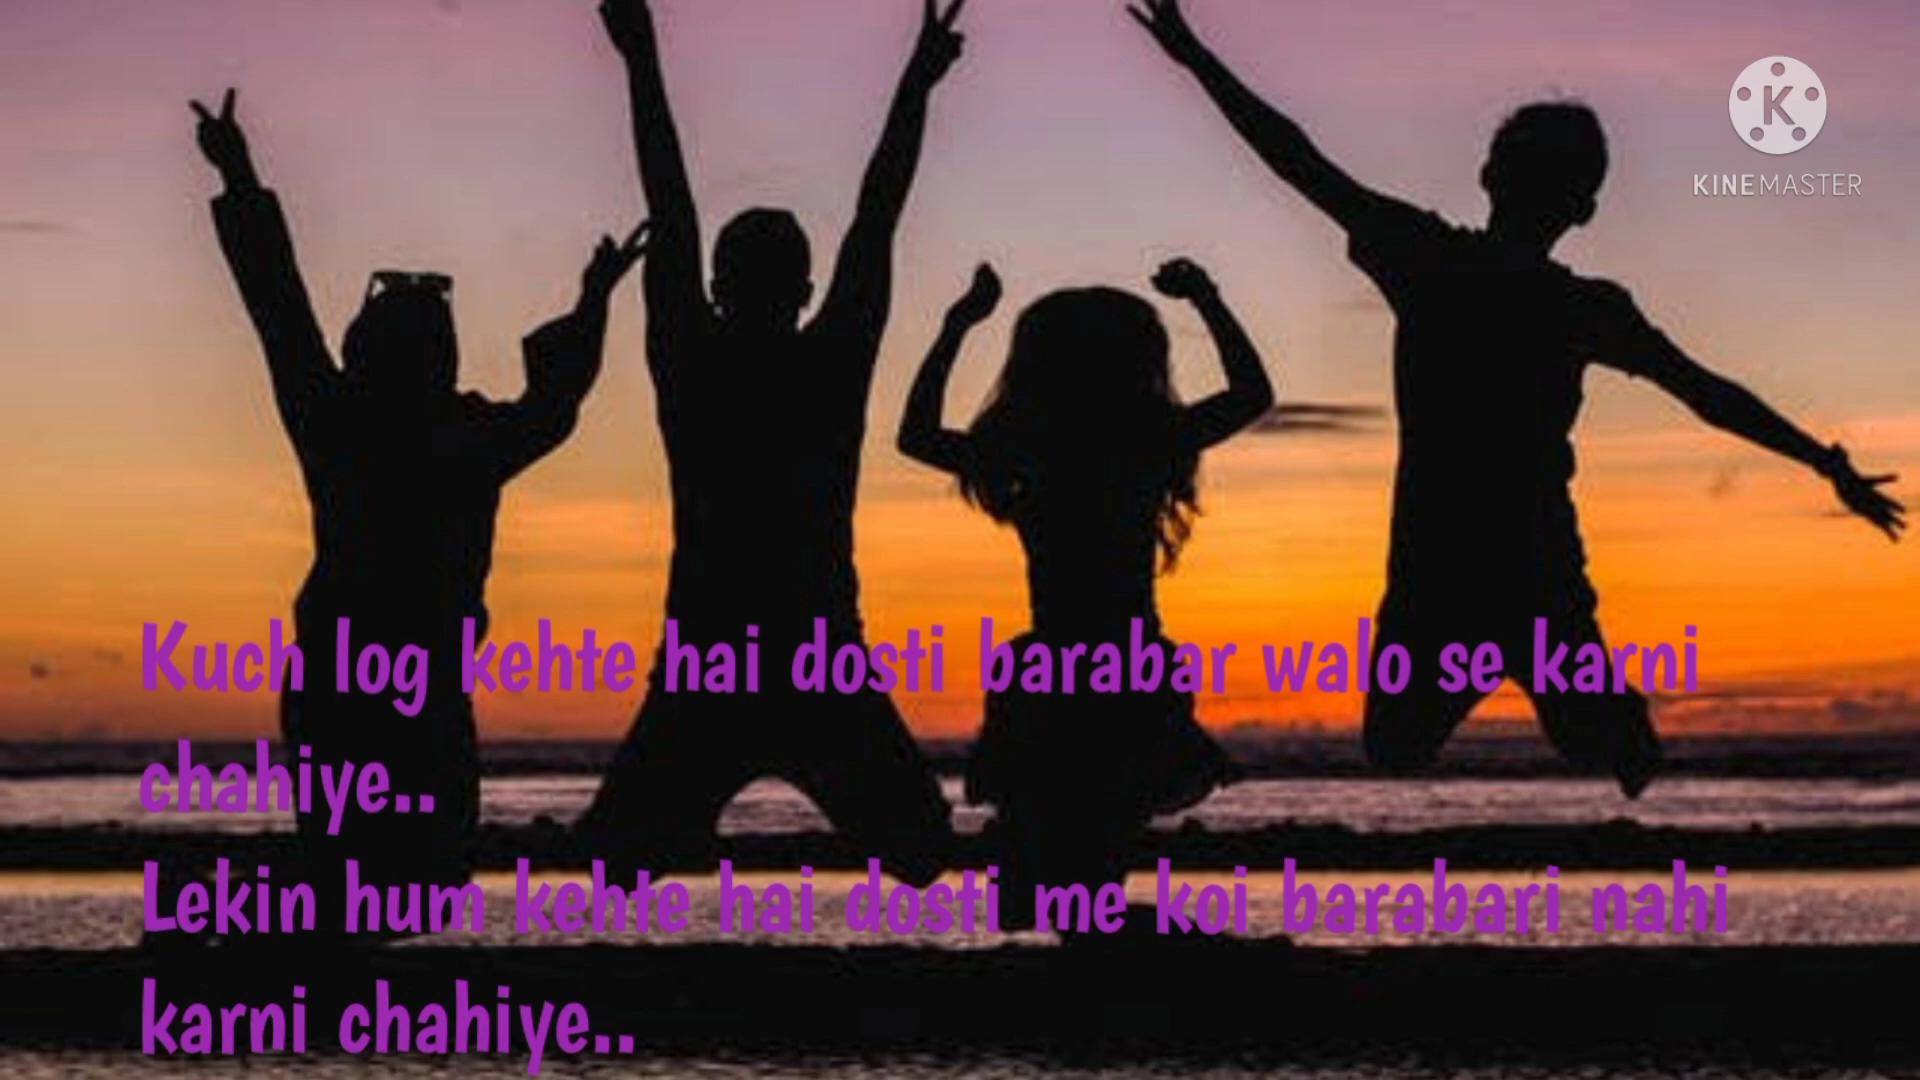 KINEMASTER
Kuch log kehte hai dosti barabar walo se karni
chahiye..
Lekin hum kehte hai dosti me koi barabari nahi
karni chahiye..